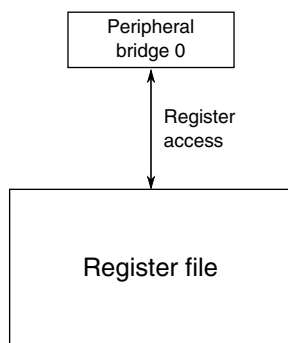 Peripheral
bridge 0
Register
access
Register file